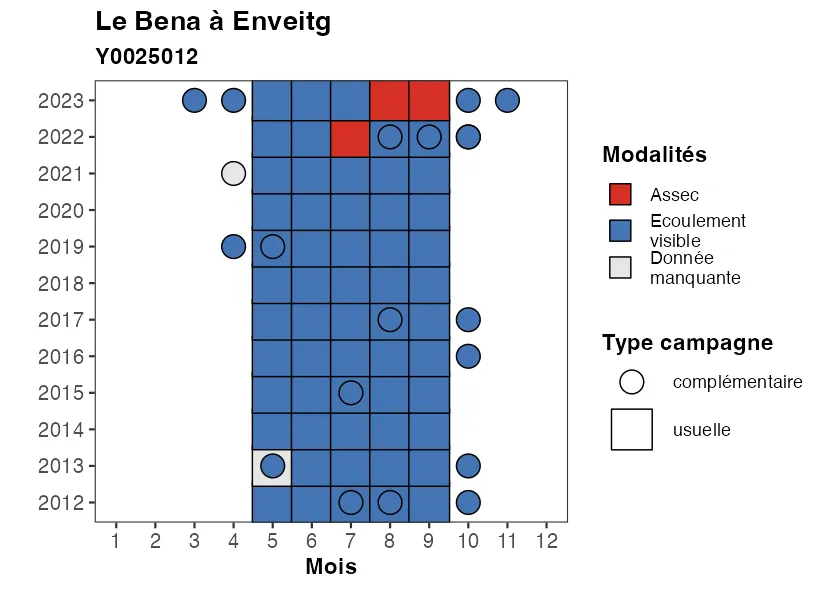 Le Bena à Enveitg
Y0025012
2023
2022
2021
2020
2019
2018
2017
2016
2015
2014
2013
2012
1 2 3 4 5 6 7 8 9 10 11 12
Mois
Modalités
Assec
Ecoulement
visible
Donnée
manquante
Type campagne
complémentaire
usuelle